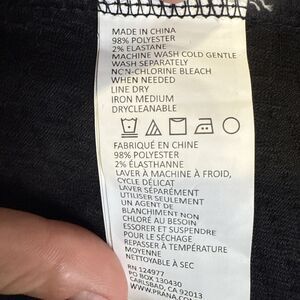 MADE IN CHINA
98% POLYESTER
2% ELASTANE
MACHINE WASH COLD GENTLE
WASH SEPARATELY
NON-CHLORINE BLEACH
WHEN NEEDED
LINE DRY
IRON MEDIUM
DRYCLEANABLE
FABRIQUÉ EN CHINE
98% POLYESTER
2% ÉLASTHANNE
LAVER À MACHINE À FROID,
CYCLE DÉLICAT
LAVER SÉPARÉMENT
UTILISER SEULEMENT
UN AGENT DE
BLANCHIMENT NON
CHLORÉ AU BESOIN
ESSORER ET SUSPENDRE
POUR LE SÉCHAGE
REPASSER À TEMPÉRATURE
MOYENNE
NETTOYABLE À SEC
RN 124977
PO BOX 130430
CARLSBAD, CA 92013
WWW.PRANA.COM